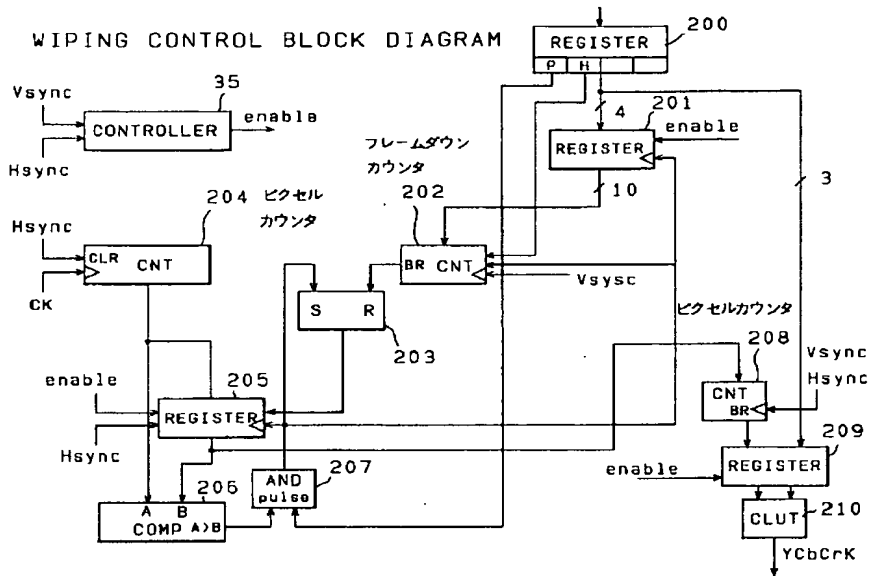 WIPING CONTROL BLOCK DIAGRAM
200
REGISTER
P H
35
Vsync
CONTROLLER
enable
Hsync
4
201
enable
REGISTER
フレームダウン
カウンタ
10
3
204
ピクセル
カウンタ
202
Hsync
CLR CNT
CK
BR CNT
Vsysc
S R
203
ピクセルカウンタ
208
Vsync
Hsync
CNT
BR
enable
205
REGISTER
Hsync
209
REGISTER
enable
207
AND
pulse
206
A B
COMP A>B
CLUT
210
YCbCrK